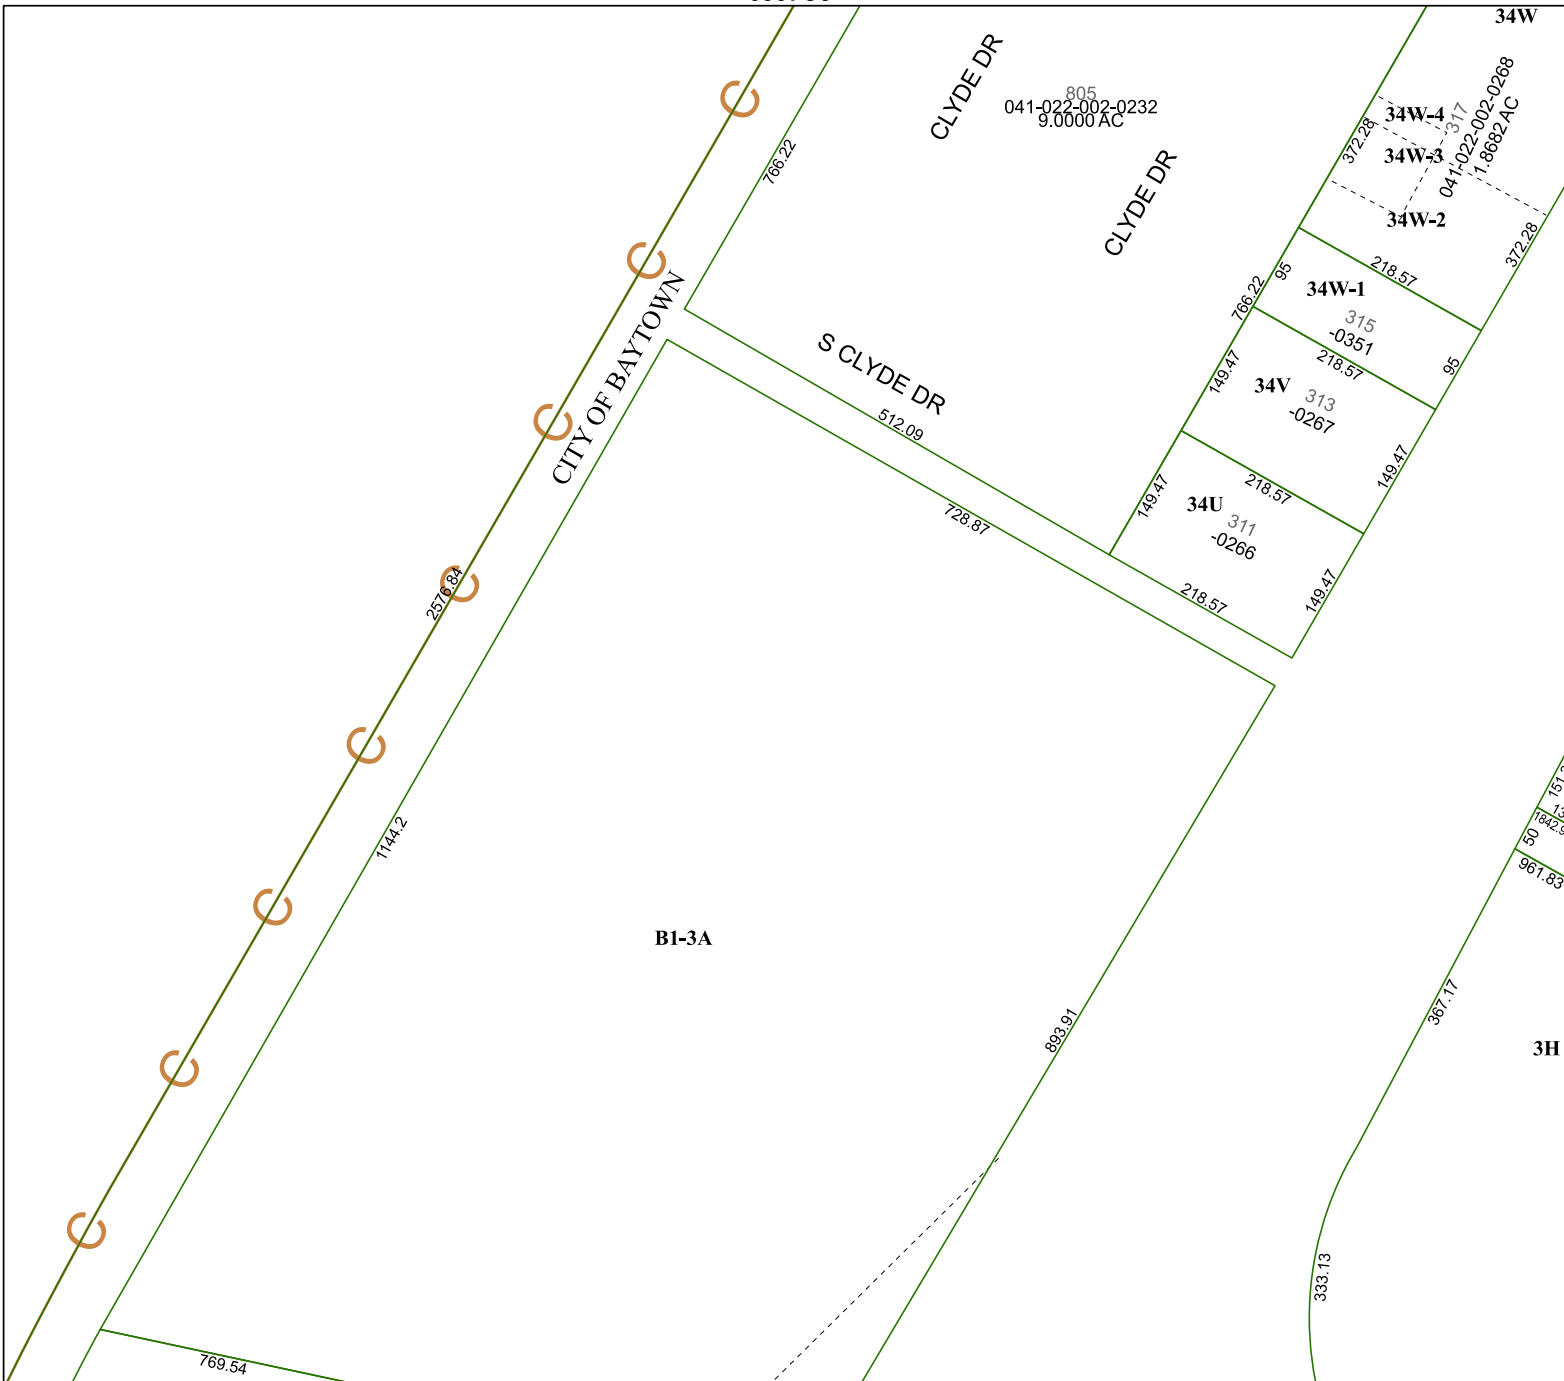 34W
CLYDE DR
805
041-022-002-0232
9.0000 AC
34W-4
317
041-022-002-0268
1.8682 AC
372.28
34W-3
766.22
CLYDE DR
34W-2
372.28
218.57
95
34W-1
766.22
315
-0351
218.57
95
CITY OF BAYTOWN
S CLYDE DR
149.47
34V
313
-0267
512.09
149.47
218.57
149.47
34U
311
-0266
728.87
218.57
149.47
2576.84
1144.2
50
961.83
B1-3A
367.17
893.91
3H
333.13
769.54